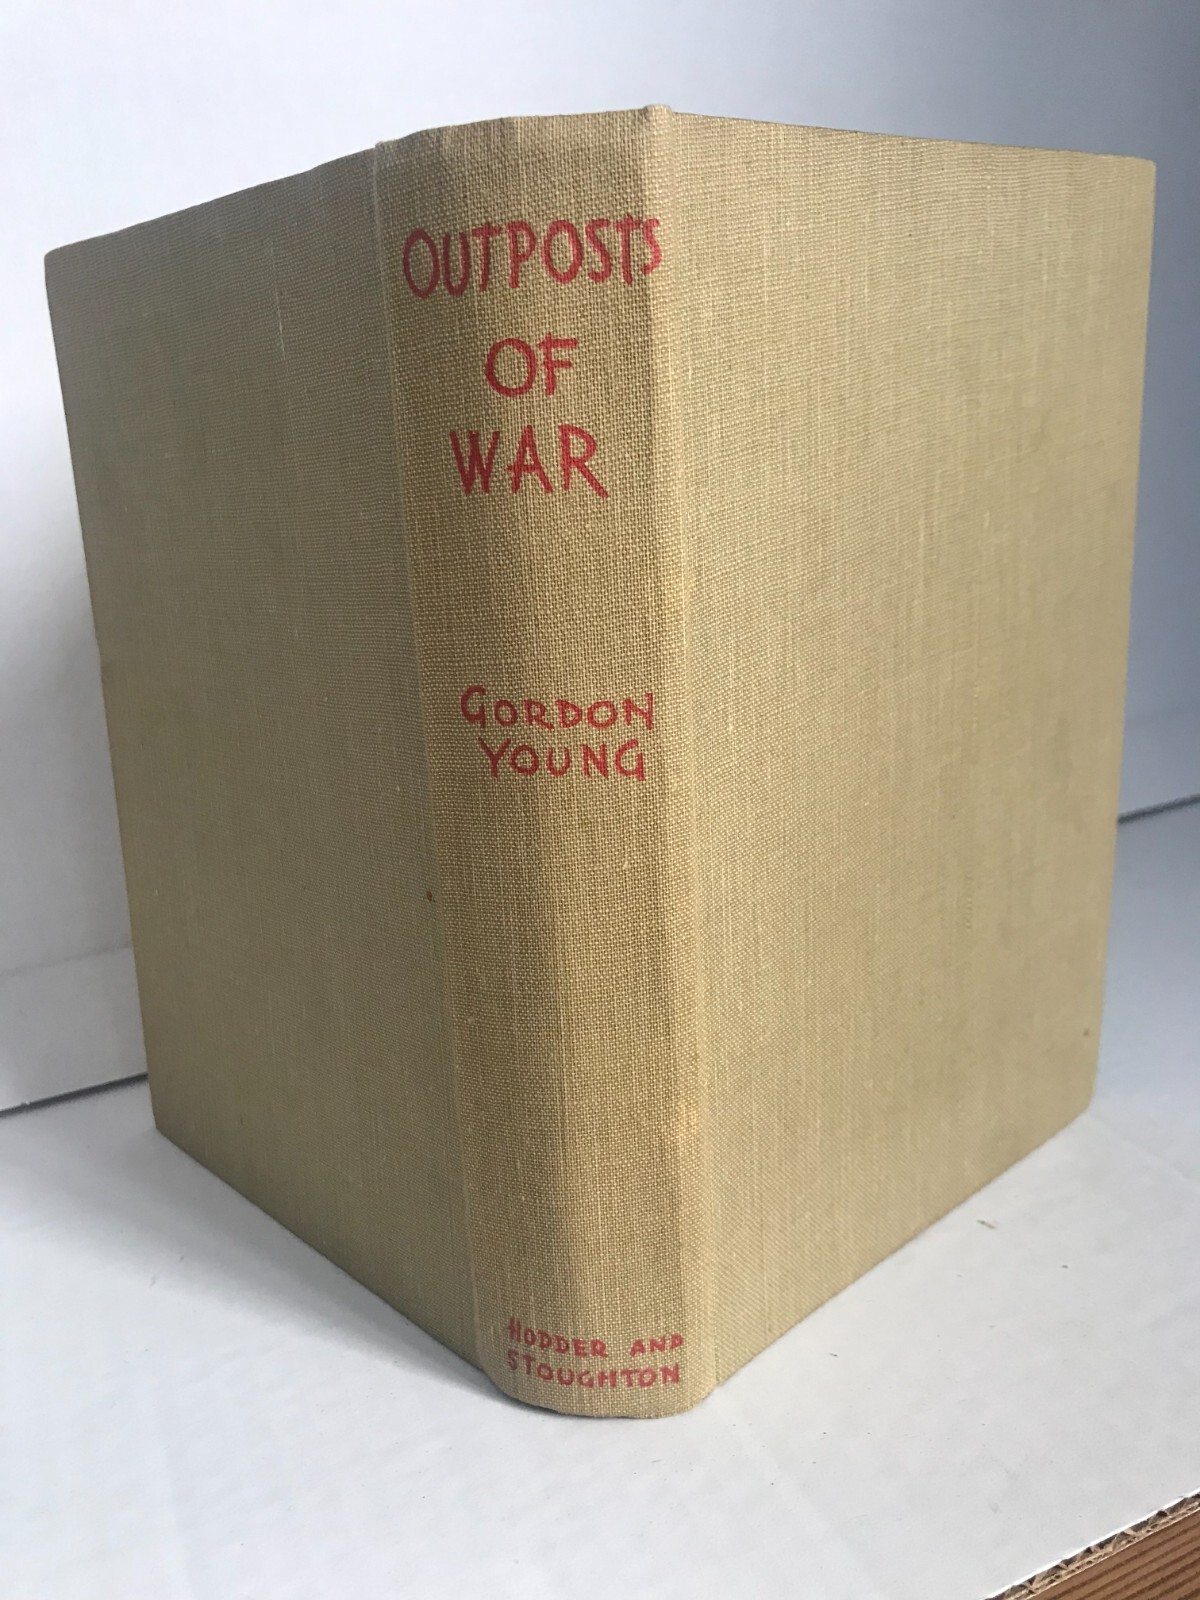 OUTPOSTS
OF
WAR
GORDON
YOUNG
HODDER AND
STOUGHTON